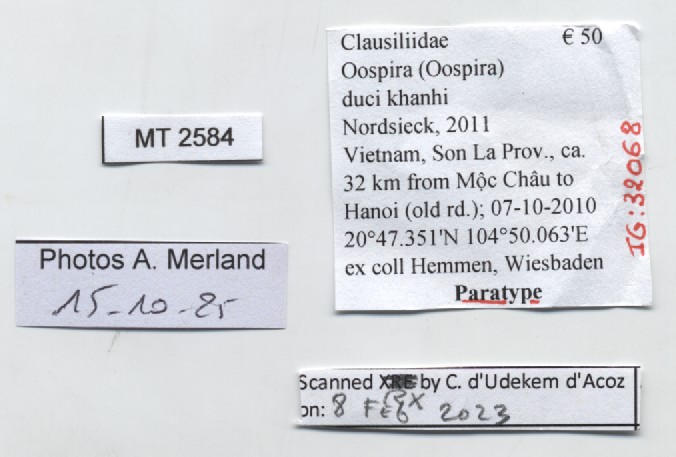 Clausiliidae € 50
Oospira (Oospira)
duci khanhi
Nordsieck, 2011
Vietnam, Son La Prov., ca.
32 km from Mộc Châu to
Hanoi (old rd.); 07-10-2010
20°47.351'N 104°50.063'E
ex coll Hemmen, Wiesbaden
Paratype
IG:32068
MT 2584
Photos A. Merland
15-10-25
Scanned by C. d'Udekem d'Acoz
on: 8 FEB 2023